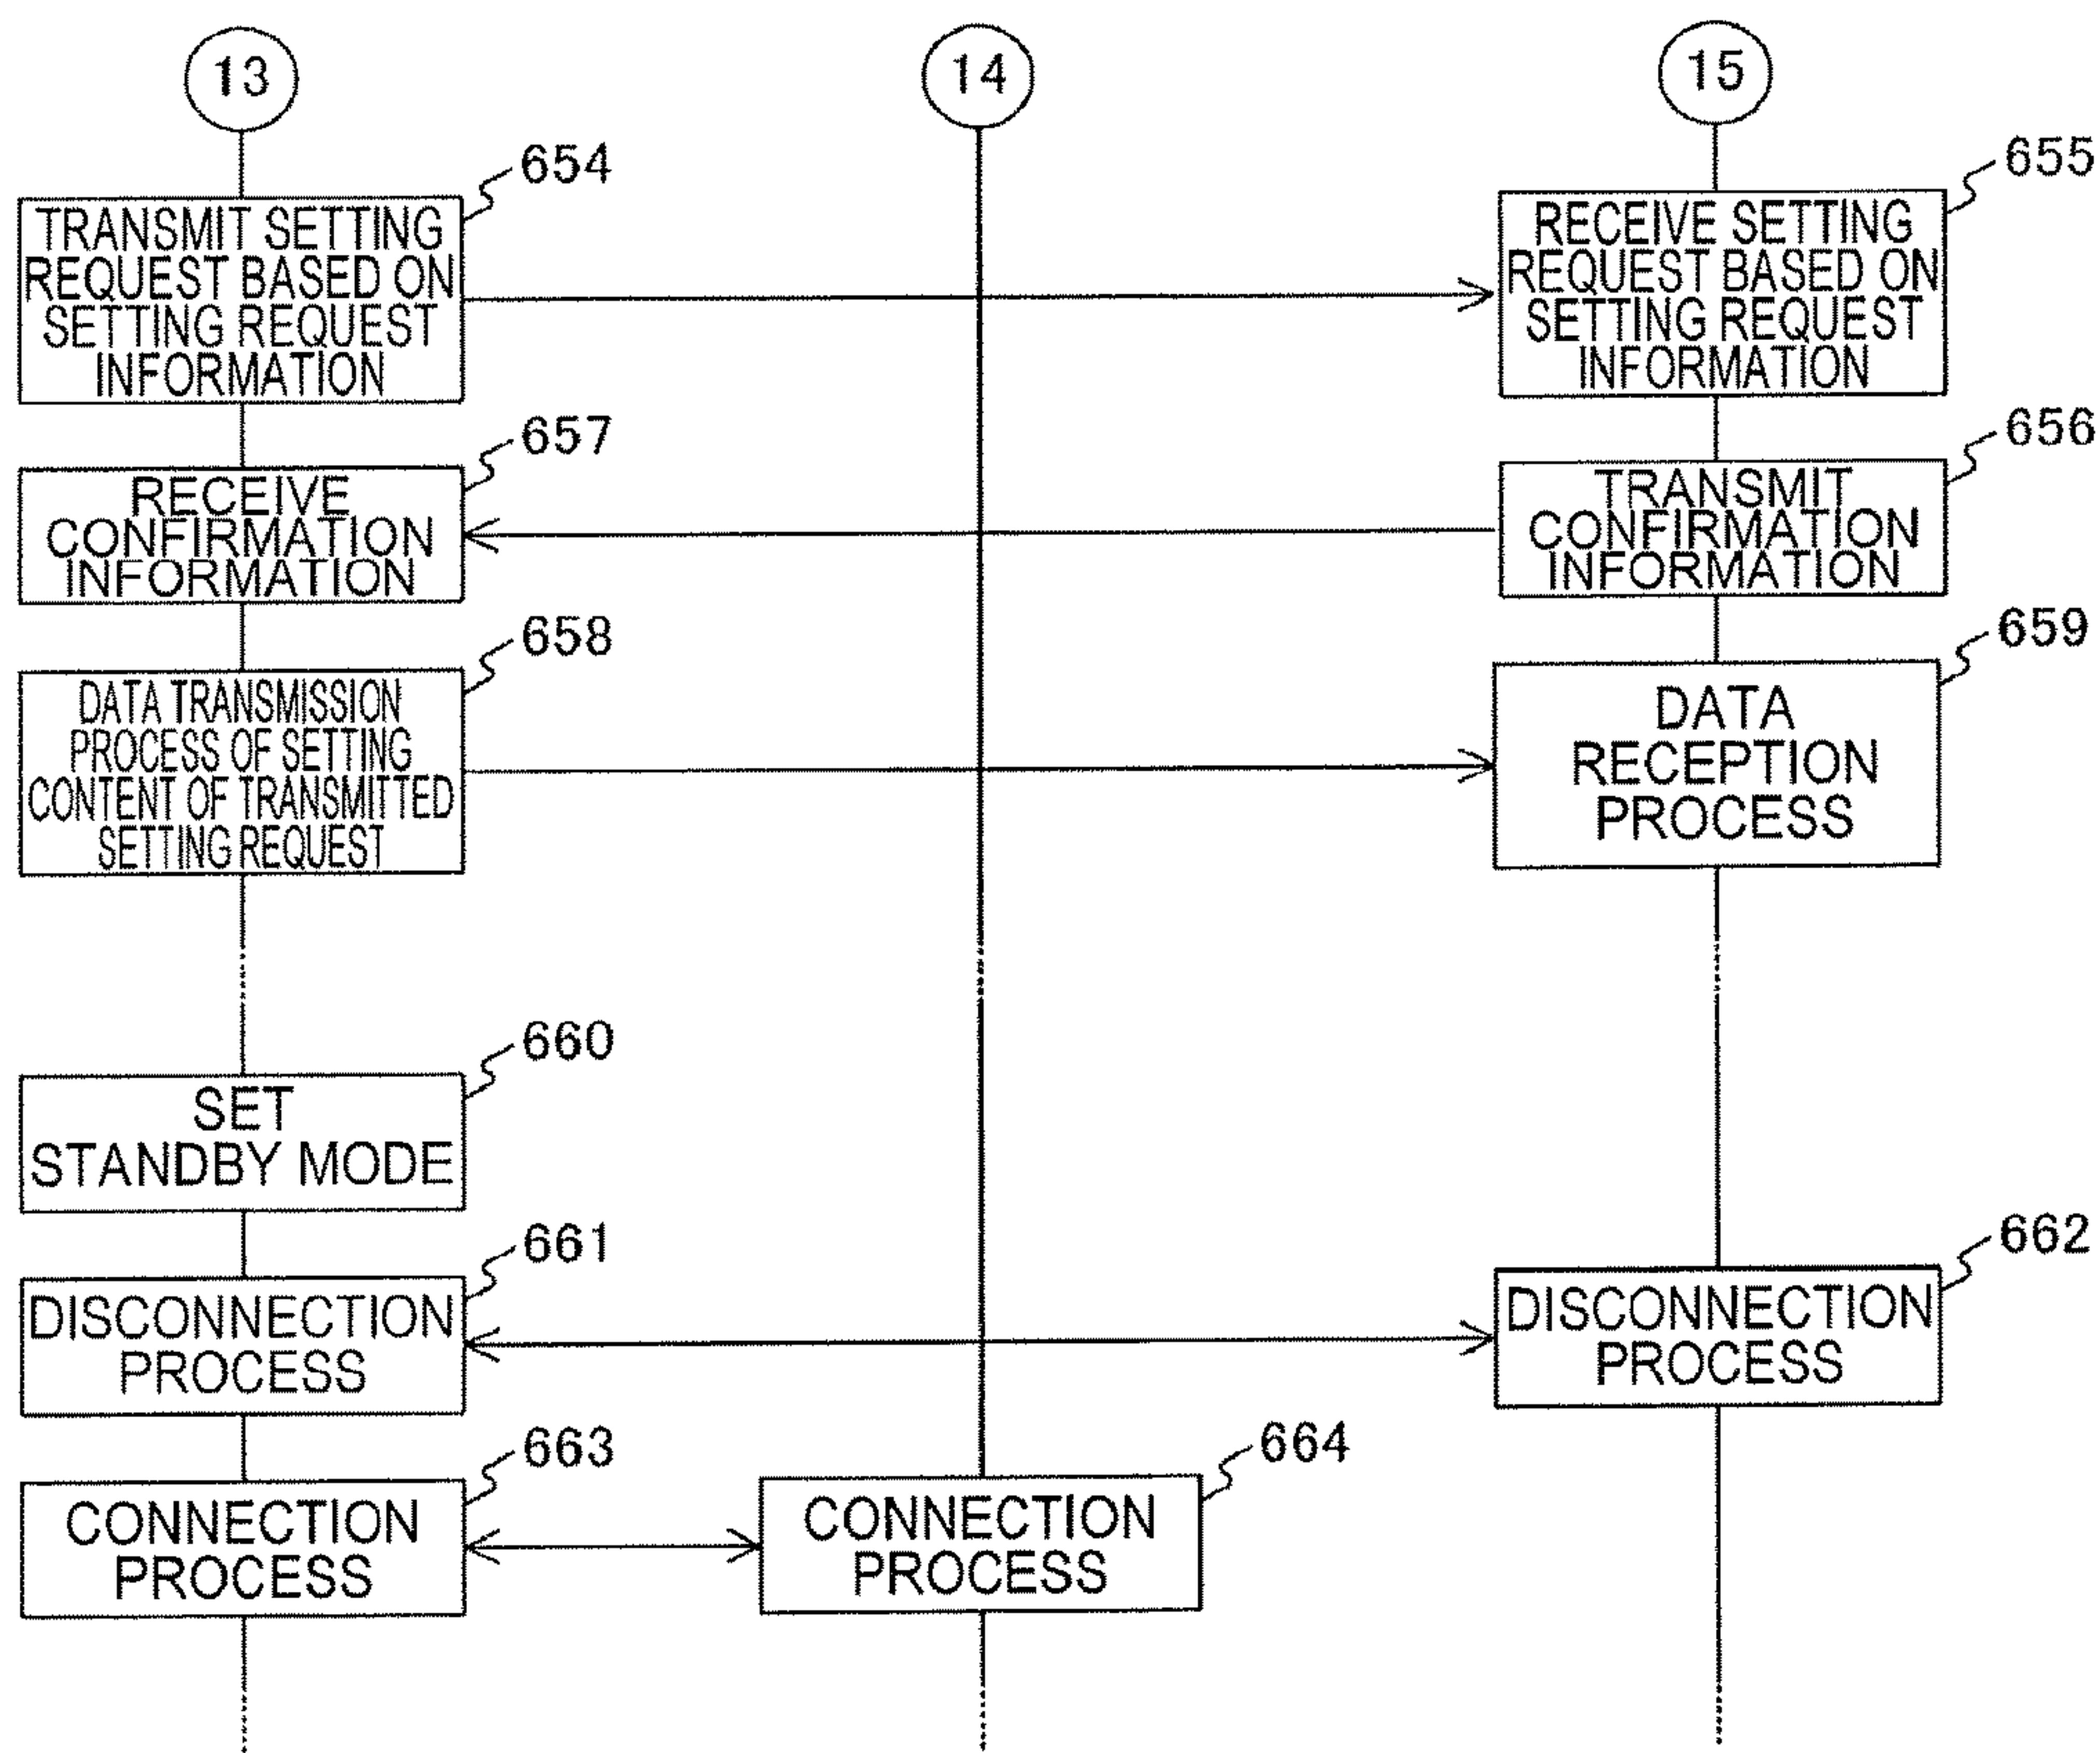 13
14
15
654
TRANSMIT SETTING
REQUEST BASED ON
SETTING REQUEST
INFORMATION
655
RECEIVE SETTING
REQUEST BASED ON
SETTING REQUEST
INFORMATION
657
RECEIVE
CONFIRMATION
INFORMATION
656
TRANSMIT
CONFIRMATION
INFORMATION
658
DATA TRANSMISSION
PROCESS OF SETTING
CONTENT OF TRANSMITTED
SETTING REQUEST
659
DATA
RECEPTION
PROCESS
660
SET
STANDBY MODE
661
DISCONNECTION
PROCESS
662
DISCONNECTION
PROCESS
663
CONNECTION
PROCESS
664
CONNECTION
PROCESS